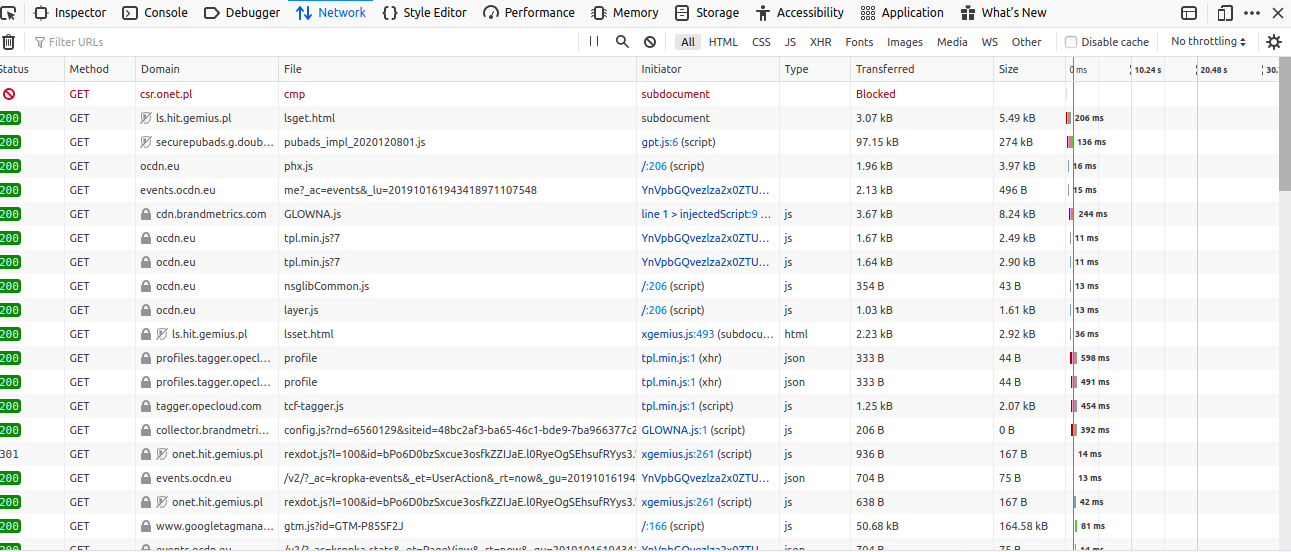 Inspector Console Debugger Network Style Editor Performance Memory Storage Accessibility Application What's New
Filter URLs All HTML CSS JS XHR Fonts Images Media WS Other Disable cache No throttling
Status Method Domain File Initiator Type Transferred Size 0 ms 10.24 s 20.48 s 30.
GET csr.onet.pl cmp subdocument Blocked
200 GET ls.hit.gemius.pl lsget.html subdocument 3.07 kB 5.49 kB 206 ms
200 GET securepubads.g.doub... pubads_impl_2020120801.js gpt.js:6 (script) 97.15 kB 274 kB 136 ms
200 GET ocdn.eu phx.js /:206 (script) 1.96 kB 3.97 kB 16 ms
200 GET events.ocdn.eu me?_ac=events&_lu=201910161943418971107548 YnVpbGQvezlza2x0ZTU... 2.13 kB 496 B 15 ms
200 GET cdn.brandmetrics.com GLOWNA.js line 1 > injectedScript:9 ... js 3.67 kB 8.24 kB 244 ms
200 GET ocdn.eu tpl.min.js?7 YnVpbGQvezlza2x0ZTU... js 1.67 kB 2.49 kB 11 ms
200 GET ocdn.eu tpl.min.js?7 YnVpbGQvezlza2x0ZTU... js 1.64 kB 2.90 kB 11 ms
200 GET ocdn.eu nsglibCommon.js /:206 (script) js 354 B 43 B 13 ms
200 GET ocdn.eu layer.js /:206 (script) js 1.03 kB 1.61 kB 13 ms
200 GET ls.hit.gemius.pl lsset.html xgemius.js:493 (subdocu... html 2.23 kB 2.92 kB 36 ms
200 GET profiles.tagger.opecl... profile tpl.min.js:1 (xhr) json 333 B 44 B 598 ms
200 GET profiles.tagger.opecl... profile tpl.min.js:1 (xhr) json 333 B 44 B 491 ms
200 GET tagger.opecloud.com tcf-tagger.js tpl.min.js:1 (script) js 1.25 kB 2.07 kB 454 ms
200 GET collector.brandmetri... config.js?rnd=6560129&siteid=48bc2af3-ba65-46c1-bde9-7ba966377c2 GLOWNA.js:1 (script) js 206 B 0 B 392 ms
301 GET onet.hit.gemius.pl rexdot.js?l=100&id=bPo6D0bzSxcue3osfkZZIJaE.l0RyeOgSEhsufRYys3. xgemius.js:261 (script) js 936 B 167 B 14 ms
200 GET events.ocdn.eu /v2/?_ac=kropka-events&_et=UserAction&_rt=now&_gu=20191016194 YnVpbGQvezlza2x0ZTU... json 704 B 75 B 13 ms
200 GET onet.hit.gemius.pl rexdot.js?l=100&id=bPo6D0bzSxcue3osfkZZIJaE.l0RyeOgSEhsufRYys3. xgemius.js:261 (script) js 638 B 167 B 42 ms
200 GET www.googletagmana... gtm.js?id=GTM-P85SF2J /:166 (script) js 50.68 kB 164.58 kB 81 ms
200 GET events.ocdn.eu /v2/?_ac=kropka-stats&_et=PageView&_rt=now&_gu=2019101619434 YnVpbGQvezlza2x0ZTU... json 704 B 75 B 14 ms